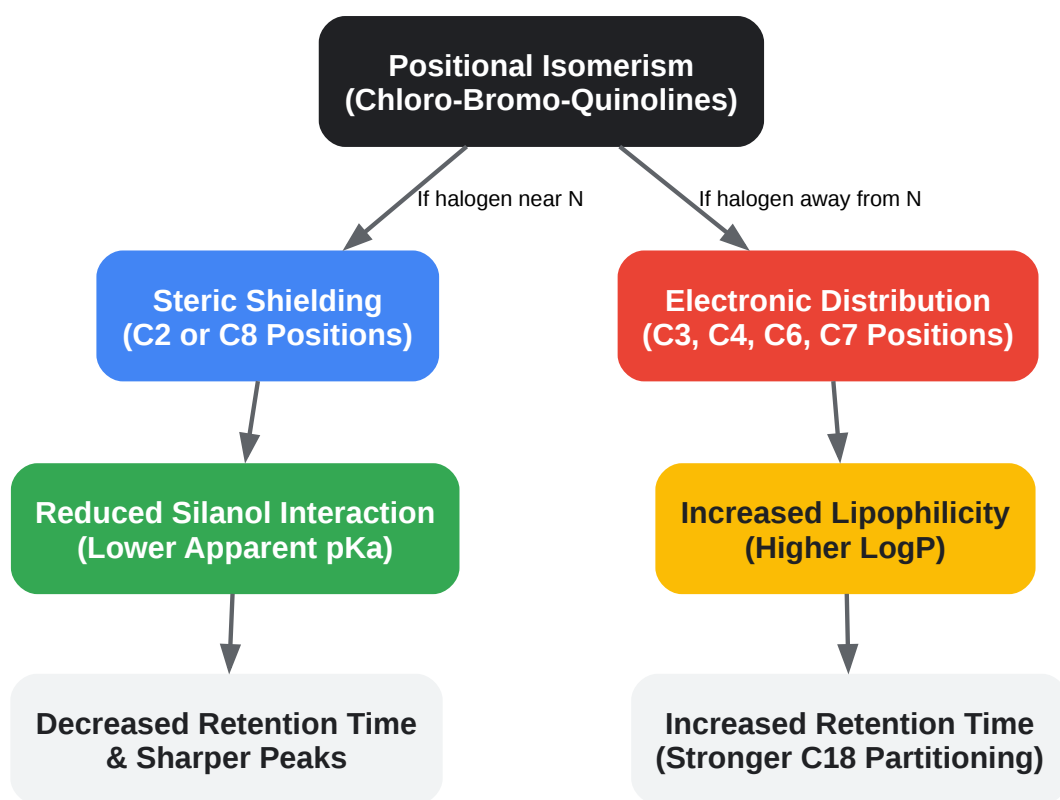 Positional Isomerism
(Chloro-Bromo-Quinolines)
If halogen near N
If halogen away from N
Steric Shielding
(C2 or C8 Positions)
Electronic Distribution
(C3, C4, C6, C7 Positions)
Reduced Silanol Interaction
(Lower Apparent pKa)
Increased Lipophilicity
(Higher LogP)
Decreased Retention Time
& Sharper Peaks
Increased Retention Time
(Stronger C18 Partitioning)